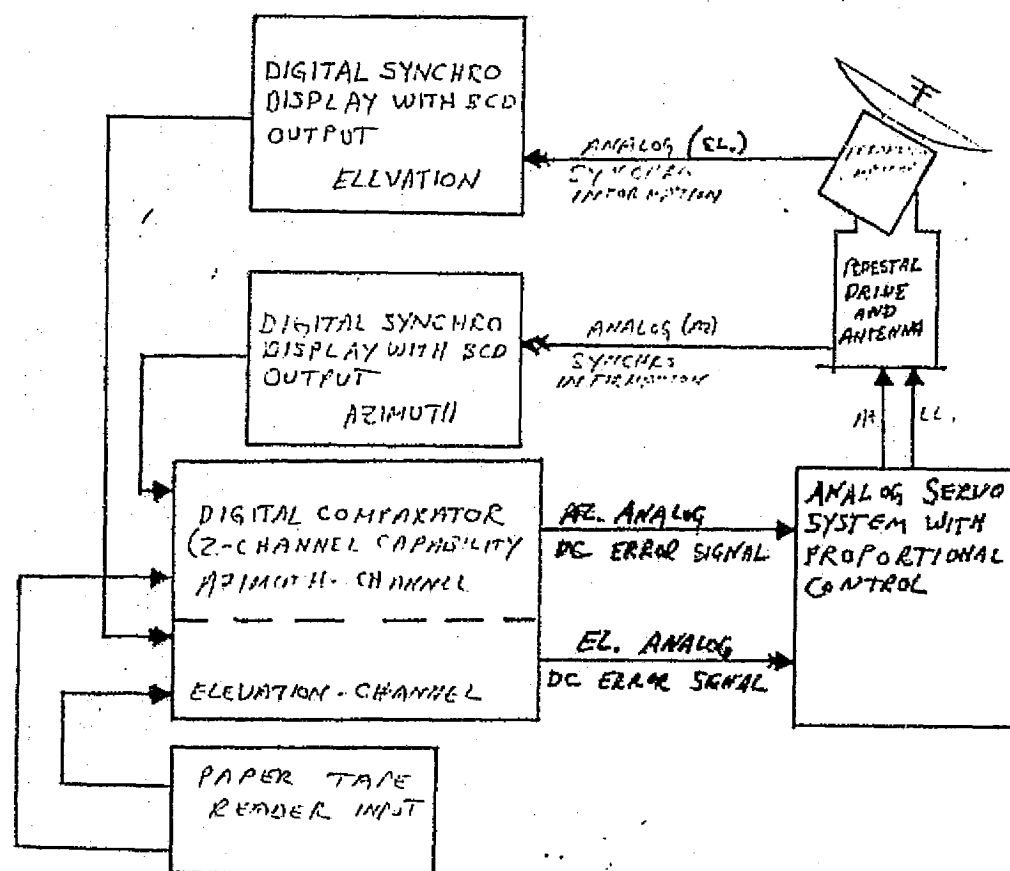 DIGITAL SYNCHRO
DISPLAY WITH BCD
OUTPUT
ELEVATION
ANALOG (EL.)
SYNCHRO
INFORMATION
DIGITAL SYNCHRO
DISPLAY WITH BCD
OUTPUT
AZIMUTH
ANALOG (AZ)
SYNCHRO
INFORMATION
PEDESTAL
DRIVE
AND
ANTENNA
AZ.
EL.
DIGITAL COMPARATOR
(2-CHANNEL CAPABILITY
AZIMUTH-CHANNEL
ELEVATION-CHANNEL
AZ. ANALOG
DC ERROR SIGNAL
EL. ANALOG
DC ERROR SIGNAL
ANALOG SERVO
SYSTEM WITH
PROPORTIONAL
CONTROL
PAPER TAPE
READER INPUT